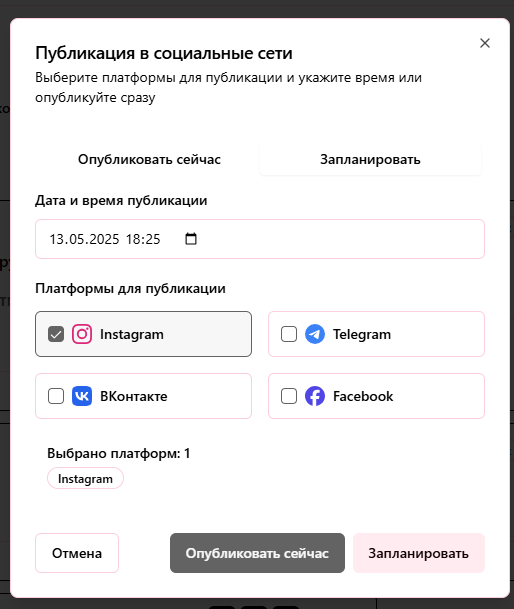 Публикация в социальные сети
Выберите платформы для публикации и укажите время или
опубликуйте сразу
Опубликовать сейчас
Запланировать
Дата и время публикации
13.05.2025 18:25
Платформы для публикации
Instagram
Telegram
ВКонтакте
Facebook
Выбрано платформ: 1
Instagram
Отмена
Опубликовать сейчас
Запланировать